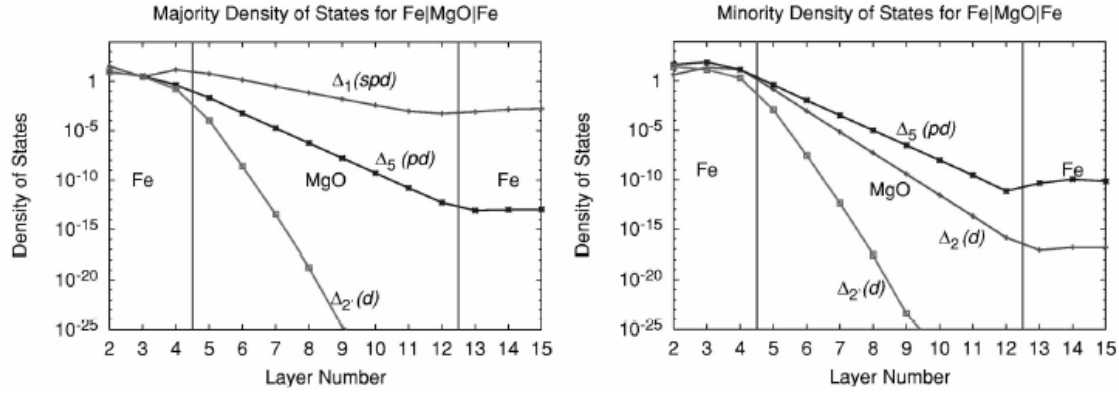 Majority Density of States for Fe|MgO|Fe
Density of States
1
10-5
10-10
10-15
10-20
10-25
Δ1(spd)
Δ5 (pd)
Fe
MgO
Fe
Δ2'(d)
2 3 4 5 6 7 8 9 10 11 12 13 14 15
Layer Number
Minority Density of States for Fe|MgO|Fe
Density of States
1
10-5
10-10
10-15
10-20
10-25
Δ5 (pd)
Fe
MgO
Fe
Δ2 (d)
Δ2'(d)
2 3 4 5 6 7 8 9 10 11 12 13 14 15
Layer Number